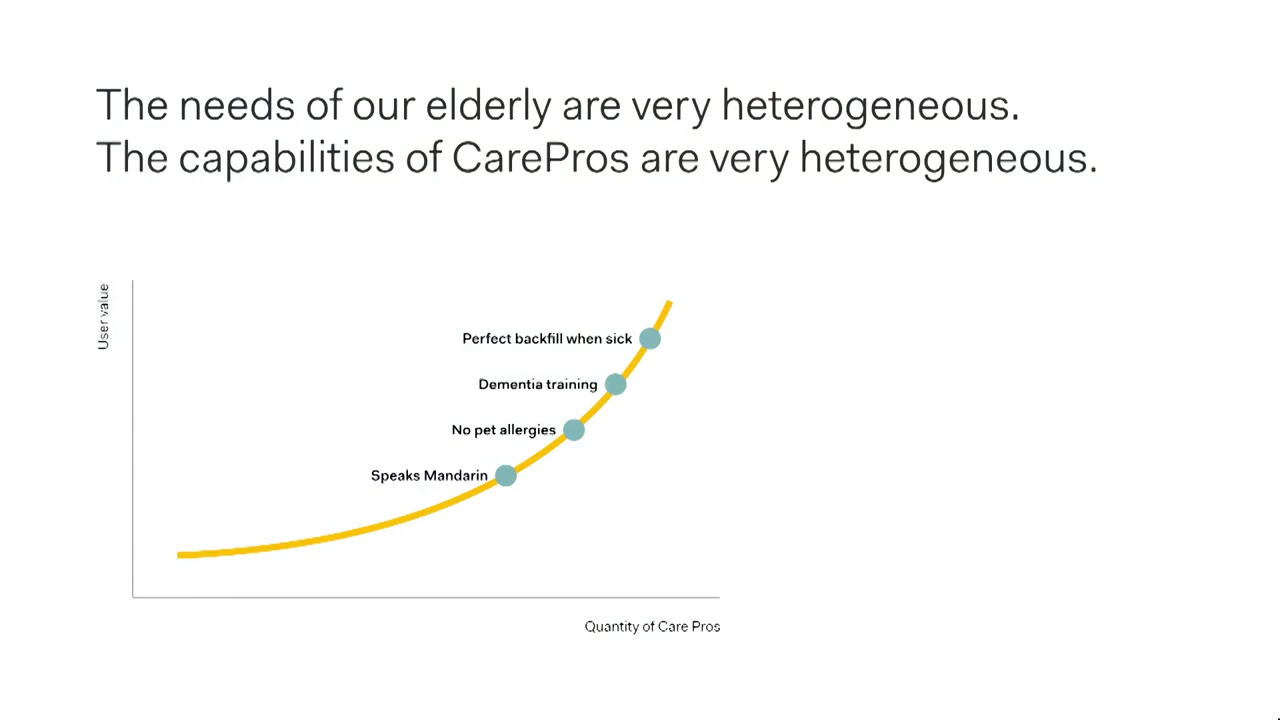 The needs of our elderly are very heterogeneous.
The capabilities of CarePros are very heterogeneous.
User value
Perfect backfill when sick
Dementia training
No pet allergies
Speaks Mandarin
Quantity of Care Pros